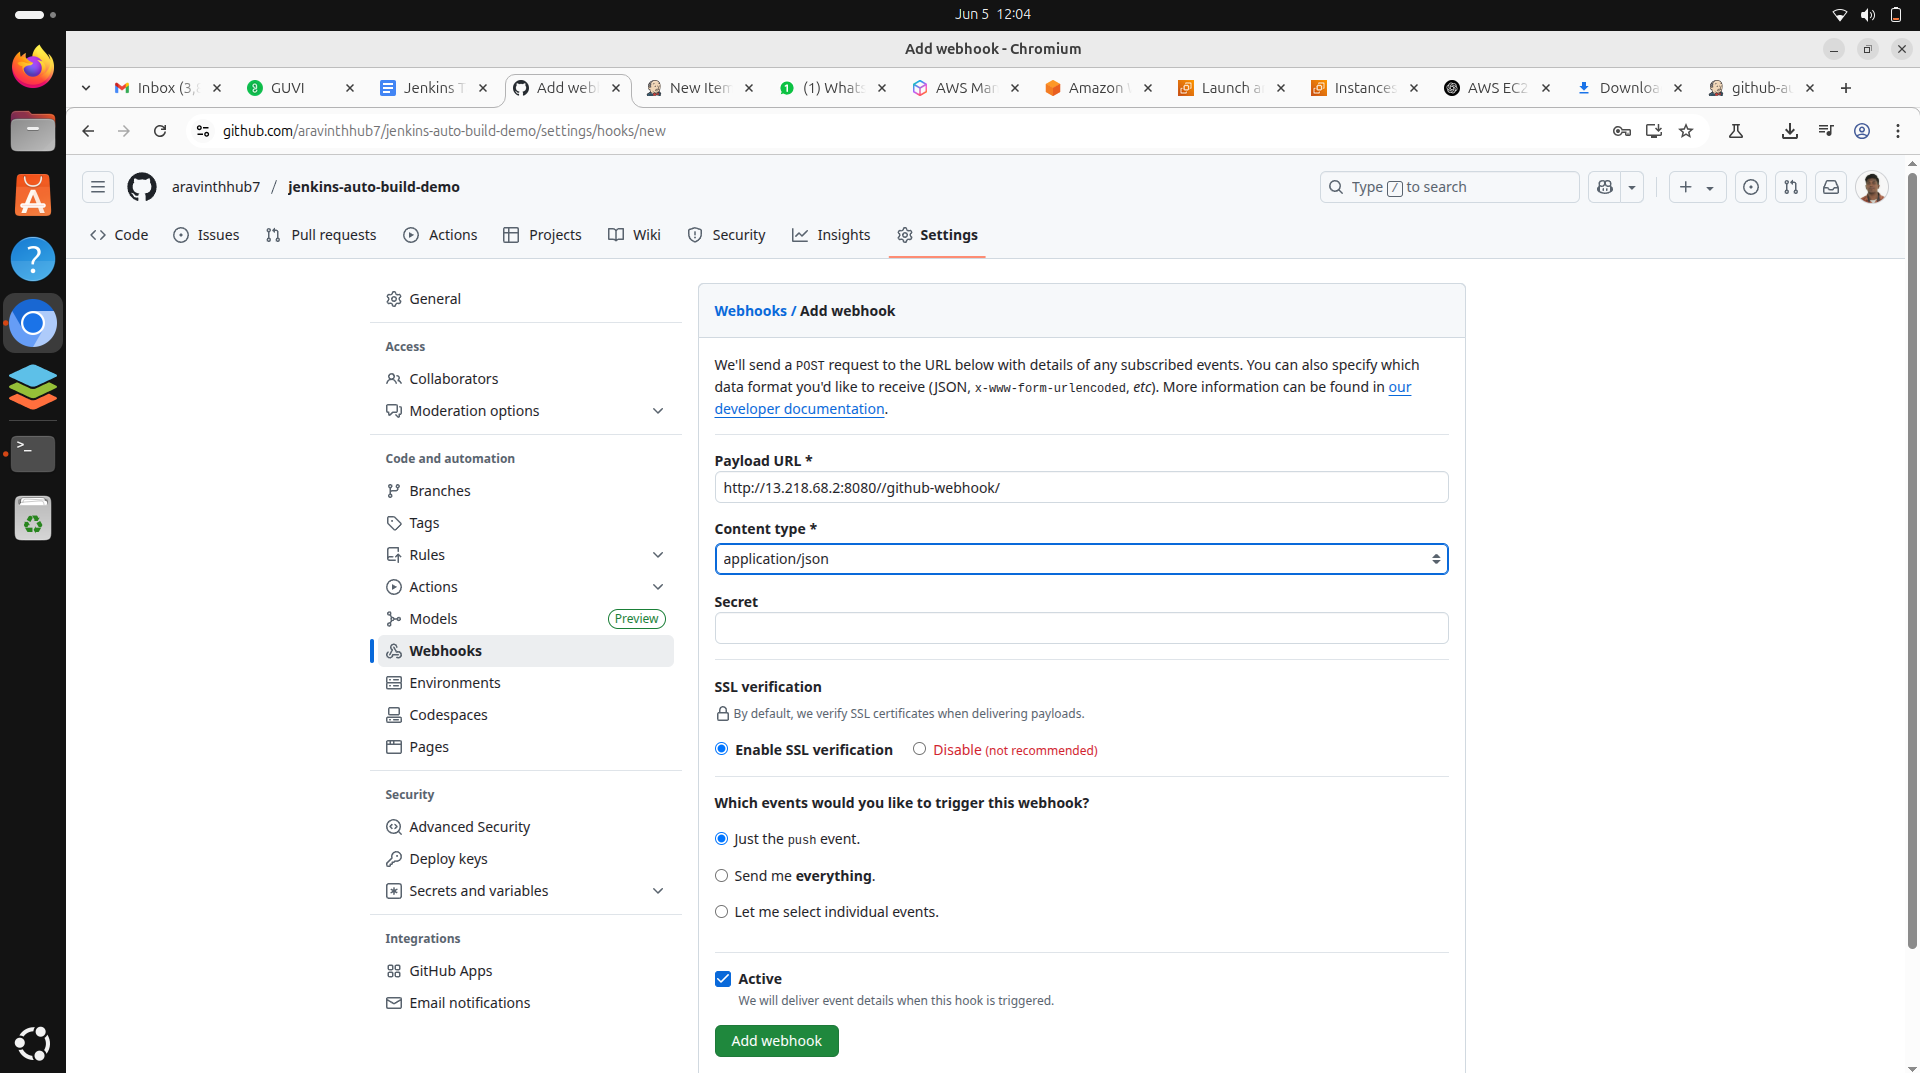 Jun 5 12:04
Add webhook - Chromium
Inbox (3,
GUVI
Jenkins T
Add web
New Item
(1) Whats
AWS Man
Amazon
Launch a
Instances
AWS EC2
Downloa
github-au
github.com/aravinthhub7/jenkins-auto-build-demo/settings/hooks/new
aravinthhub7 / jenkins-auto-build-demo
Type / to search
Code
Issues
Pull requests
Actions
Projects
Wiki
Security
Insights
Settings
General
Access
Collaborators
Moderation options
Code and automation
Branches
Tags
Rules
Actions
Models
Preview
Webhooks
Environments
Codespaces
Pages
Security
Advanced Security
Deploy keys
Secrets and variables
Integrations
GitHub Apps
Email notifications
Webhooks / Add webhook
We'll send a POST request to the URL below with details of any subscribed events. You can also specify which
data format you'd like to receive (JSON, x-www-form-urlencoded, etc). More information can be found in our
developer documentation.
Payload URL *
http://13.218.68.2:8080//github-webhook/
Content type *
application/json
Secret
SSL verification
By default, we verify SSL certificates when delivering payloads.
Enable SSL verification
Disable (not recommended)
Which events would you like to trigger this webhook?
Just the push event.
Send me everything.
Let me select individual events.
Active
We will deliver event details when this hook is triggered.
Add webhook